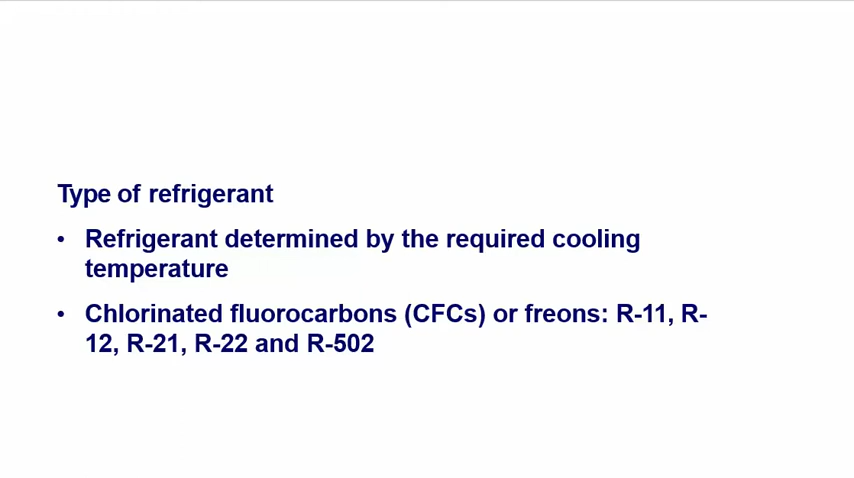 Type of refrigerant
• Refrigerant determined by the required cooling
temperature
• Chlorinated fluorocarbons (CFCs) or freons: R-11, R-
12, R-21, R-22 and R-502